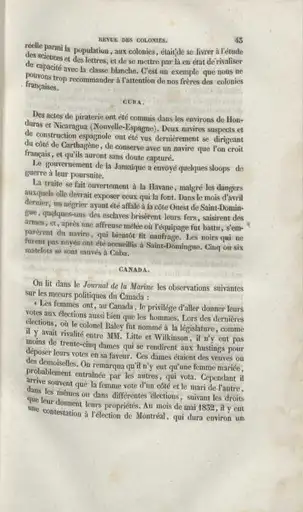 REVUE DES COLONIES. 43
réelle parmi la population, aux colonies, était)de se livrer à l'étude
des sciences et des lettres, et de se mettre par là en état de rivaliser
de capacité avec la classe blanche. C'est un exemple que nous ne
pouvons trop recommander à l'attention de nos frères des colonies
françaises.
CUBA.
Des actes de piraterie ont été commis dans les environs de Hon-
duras et Nicaragua (Nouvelle-Espagne). Deux navires suspects et
de construction espagnole ont été vus dernièrement se dirigeant
du côté de Carthagène, de conserve avec un navire que l'on croit
français, et qu'ils auront sans doute capturé.
Le gouvernement de la Jamaïque a envoyé quelques sloops de
guerre à leur poursuite.
La traite se fait ouvertement à la Havane, malgré les dangers
auxquels elle devrait exposer ceux qui la font. Dans le mois d'avril
dernier, un négrier ayant été affalé à la côte Ouest de Saint-Domin-
gue, quelques-uns des esclaves brisèrent leurs fers, saisirent des
armes, et, après une affreuse mêlée où l'équipage fut battu, s'em-
parèrent du navire, qui bientôt fit naufrage. Les noirs qui ne
furent pas noyés ont été accueillis à Saint-Domingue. Cinq ou six
matelots se sont sauvés à Cuba.
CANADA.
On lit dans le Journal de la Marine les observations suivantes
sur les mœurs politiques du Canada :
« Les femmes ont, au Canada, le privilége d'aller donner leurs
votes aux élections aussi bien que les hommes. Lors des dernières
élections, où le colonel Baley fut nommé à la législature, comme
il y avait rivalité entre MM. Litte et Wilkinson, il n'y ont pas
moins de trente-cinq dames qui se rendirent aux hustings pour
déposer leurs votes en sa faveur. Ces dames étaient des veuves ou
des demoiselles. On remarqua qu'il n'y eut qu'une femme mariée,
probablement entraînée par les autres, qui vota. Cependant il
arrive souvent que la femme vote d'un côté et le mari de l'autre,
dans les mêmes ou dans différentes élections, suivant les droits
que leur donnent leurs propriétés. Au mois de mai 1832, il y eut
une contestation à l'élection de Montréal, qui dura environ un